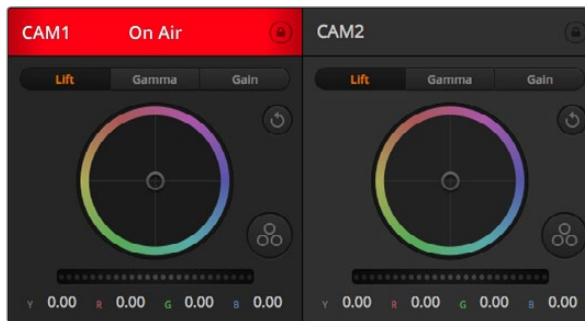 CAM1 On Air
CAM2
Lift Gamma Gain
Lift Gamma Gain
Y 0.00 R 0.00 G 0.00 B 0.00
Y 0.00 R 0.00 G 0.00 B 0.00